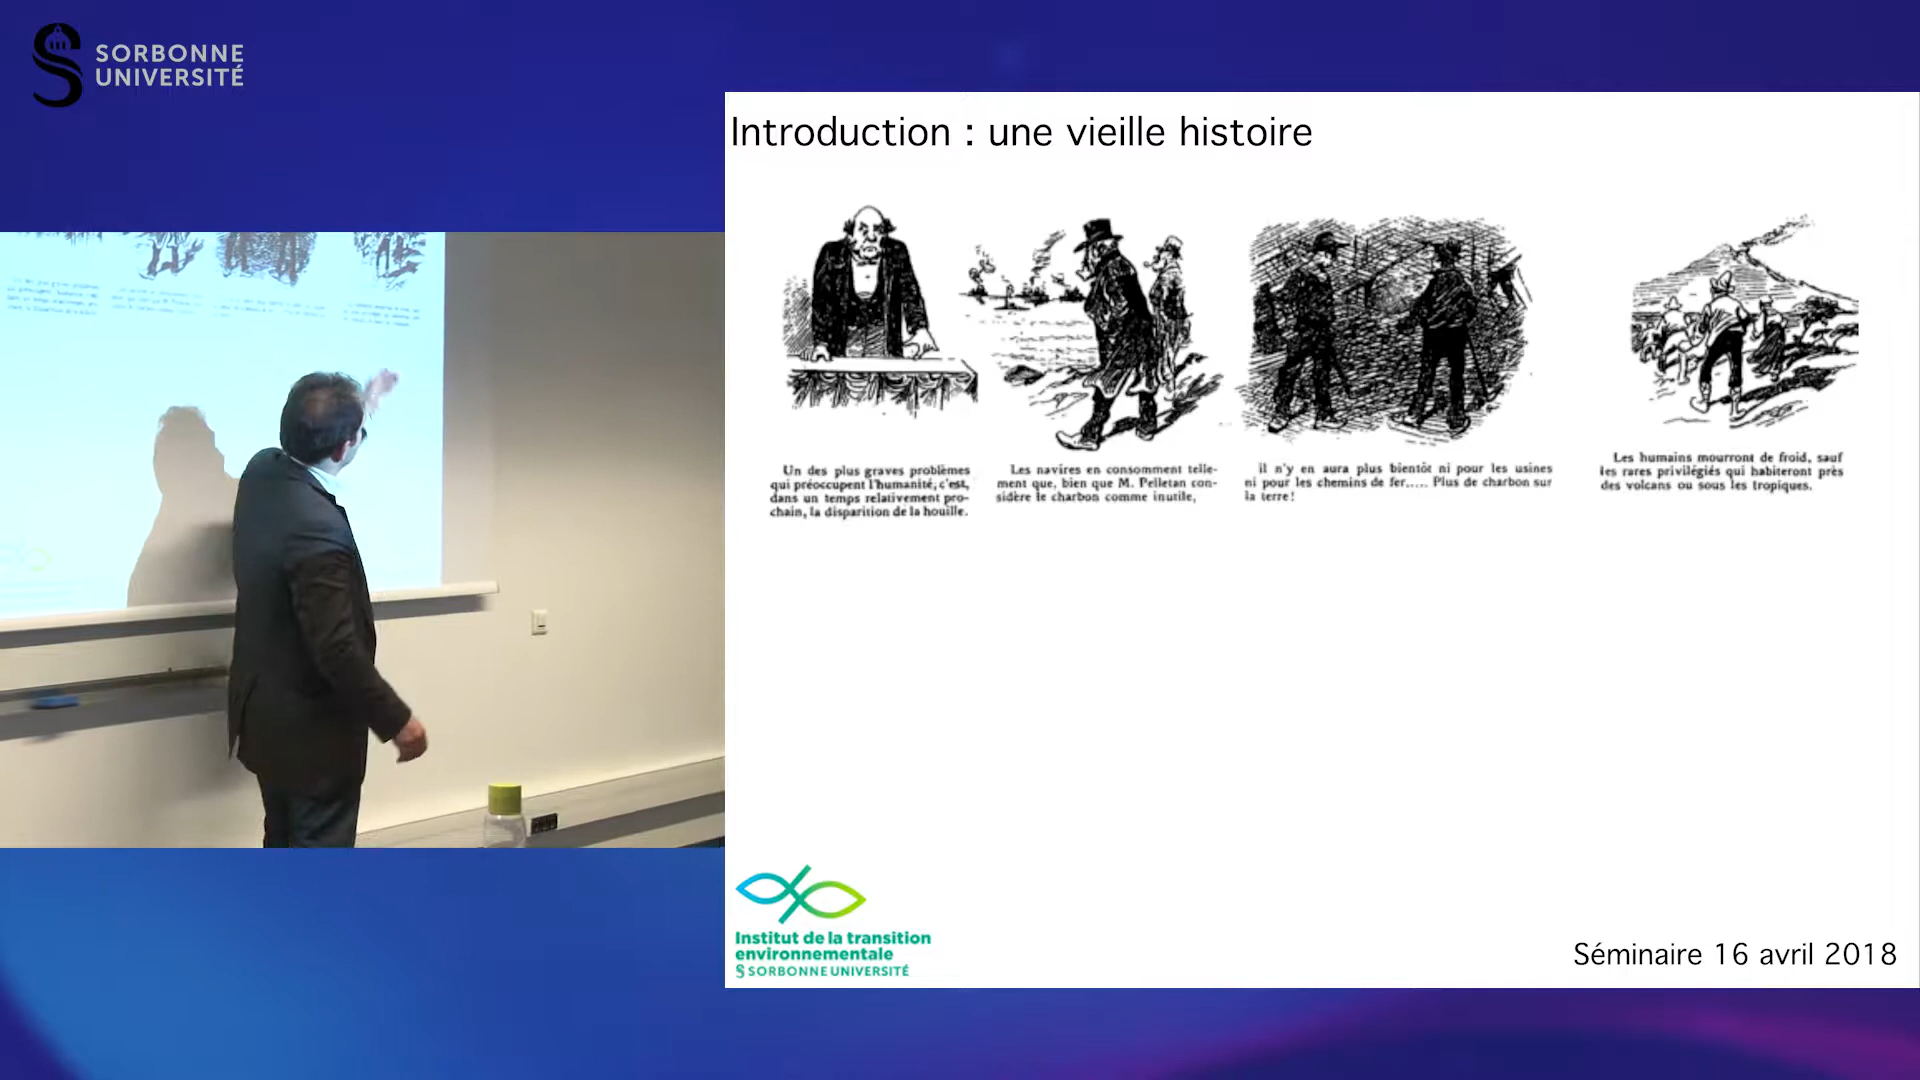 SORBONNE
UNIVERSITÉ
Introduction : une vieille histoire
Un des plus graves problèmes
qui préoccupent l'humanité, c'est,
dans un temps relativement pro-
chain, la disparition de la houille.
Les navires en consomment telle-
ment que, bien que M. Pelletan con-
sidère le charbon comme inutile,
il n'y en aura plus bientôt ni pour les usines
ni pour les chemins de fer..... Plus de charbon sur
la terre!
Les humains mourront de froid, sauf
les rares privilégiés qui habiteront près
des volcans ou sous les tropiques.
Institut de la transition
environnementale
SORBONNE UNIVERSITÉ
Séminaire 16 avril 2018